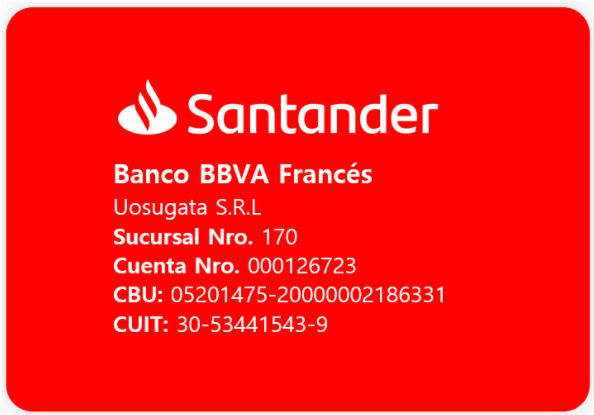 Santander
Banco BBVA Francés
Uosugata S.R.L
Sucursal Nro. 170
Cuenta Nro. 000126723
CBU: 05201475-20000002186331
CUIT: 30-53441543-9